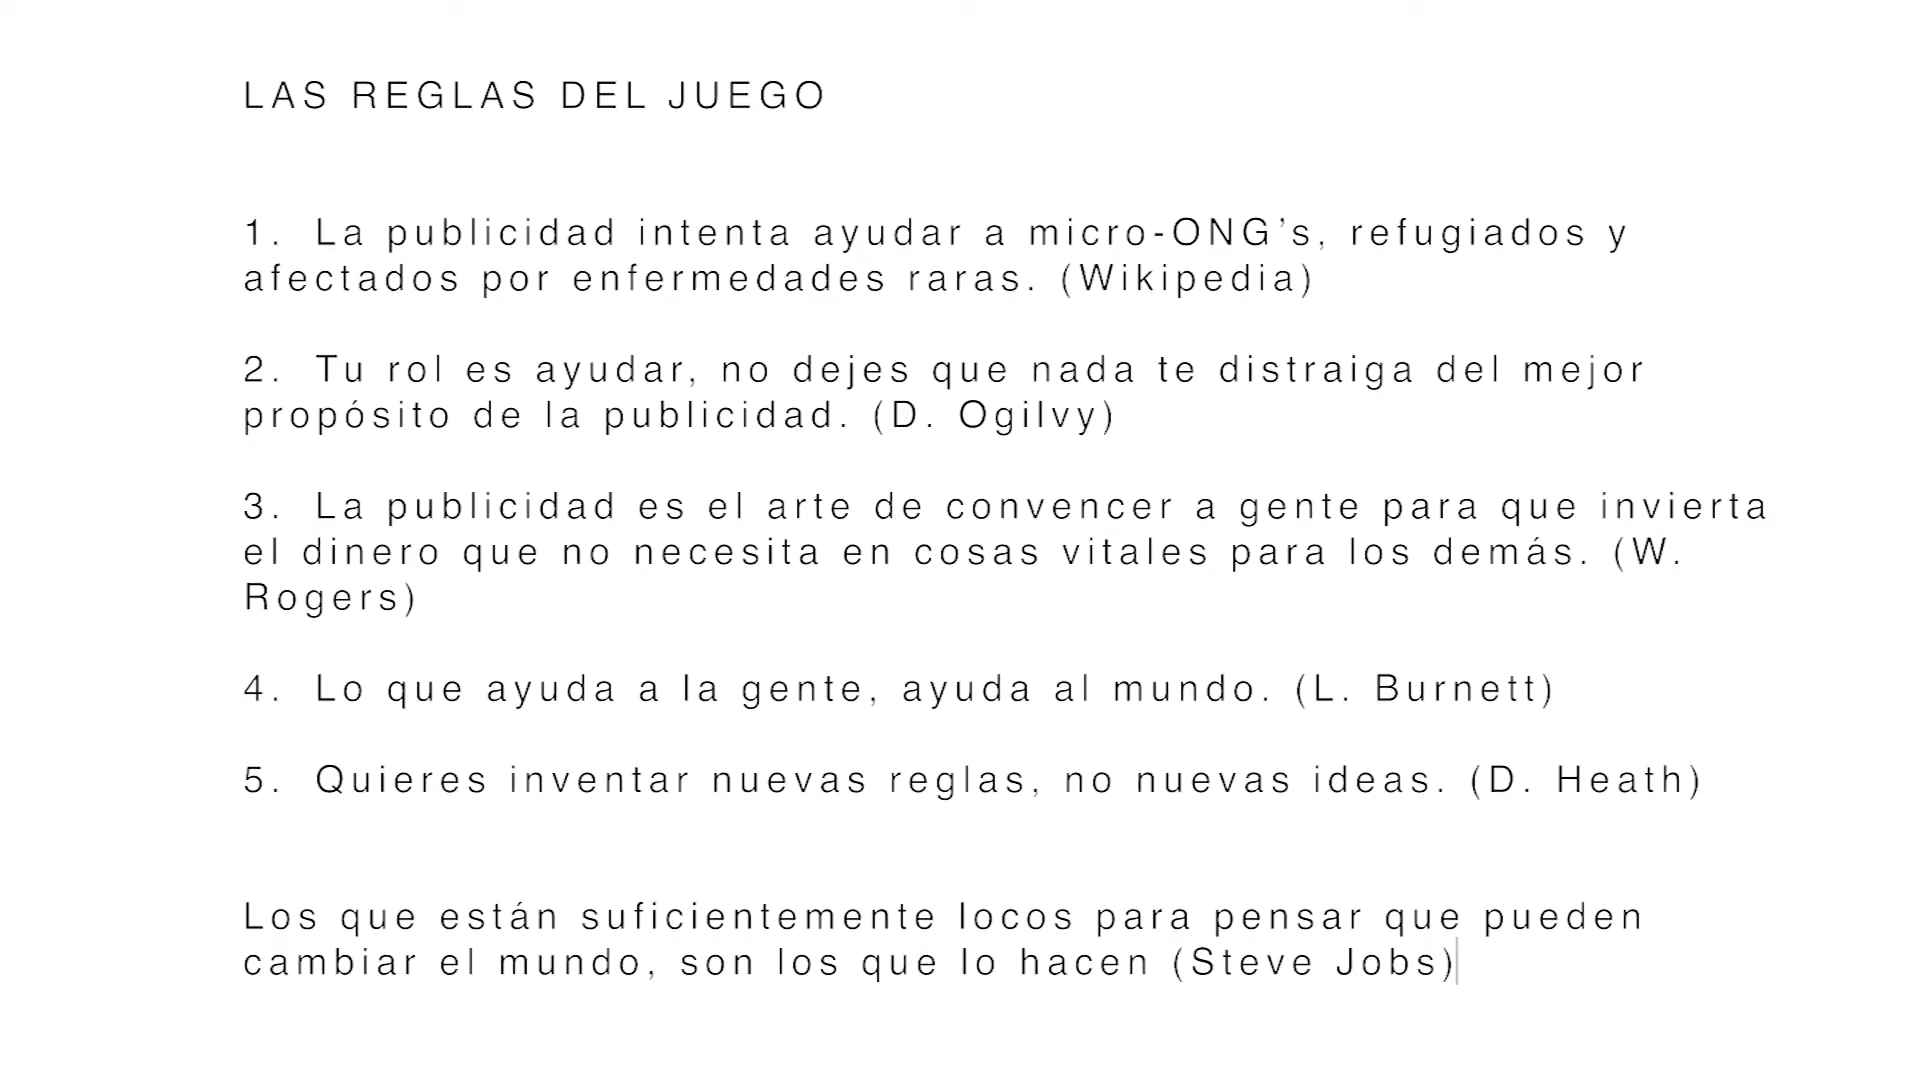 LAS REGLAS DEL JUEGO
1. La publicidad intenta ayudar a micro-ONG’s, refugiados y
afectados por enfermedades raras. (Wikipedia)
2. Tu rol es ayudar, no dejes que nada te distraiga del mejor
propósito de la publicidad. (D. Ogilvy)
3. La publicidad es el arte de convencer a gente para que invierta
el dinero que no necesita en cosas vitales para los demás. (W.
Rogers)
4. Lo que ayuda a la gente, ayuda al mundo. (L. Burnett)
5. Quieres inventar nuevas reglas, no nuevas ideas. (D. Heath)
Los que están suficientemente locos para pensar que pueden
cambiar el mundo, son los que lo hacen (Steve Jobs)